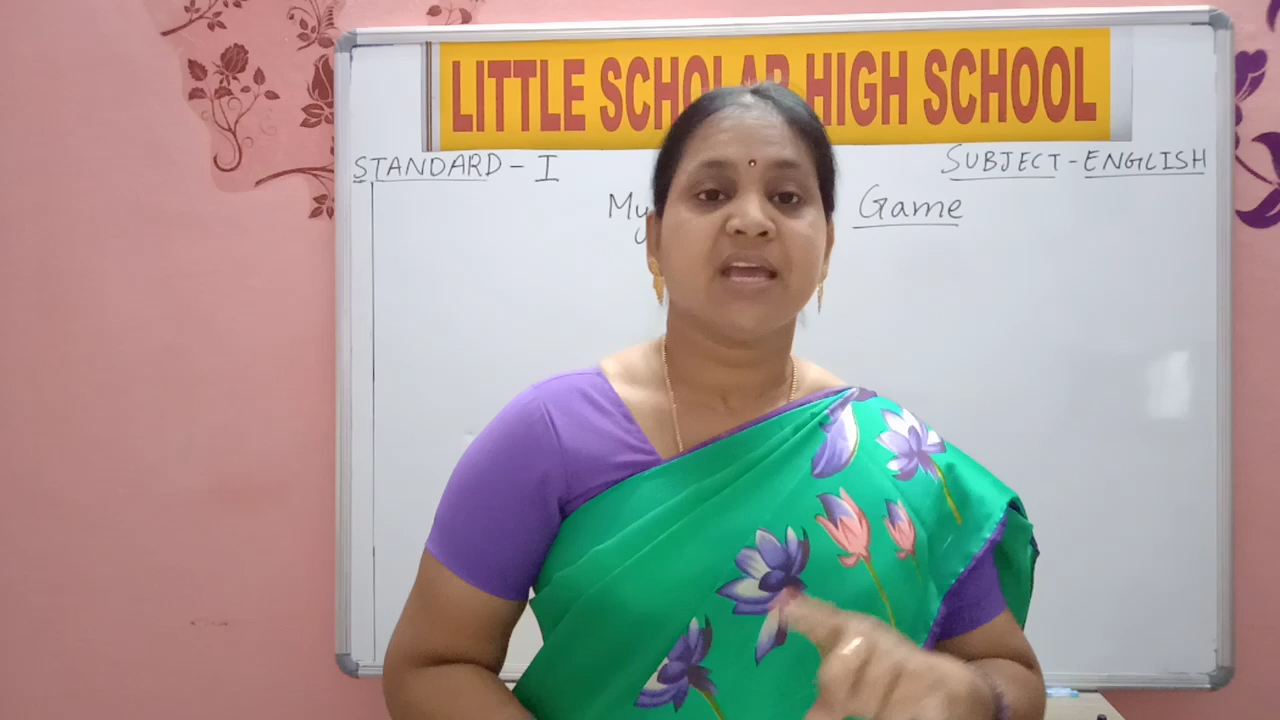 LITTLE SCHOLAR HIGH SCHOOL
STANDARD - I
SUBJECT - ENGLISH
My Game